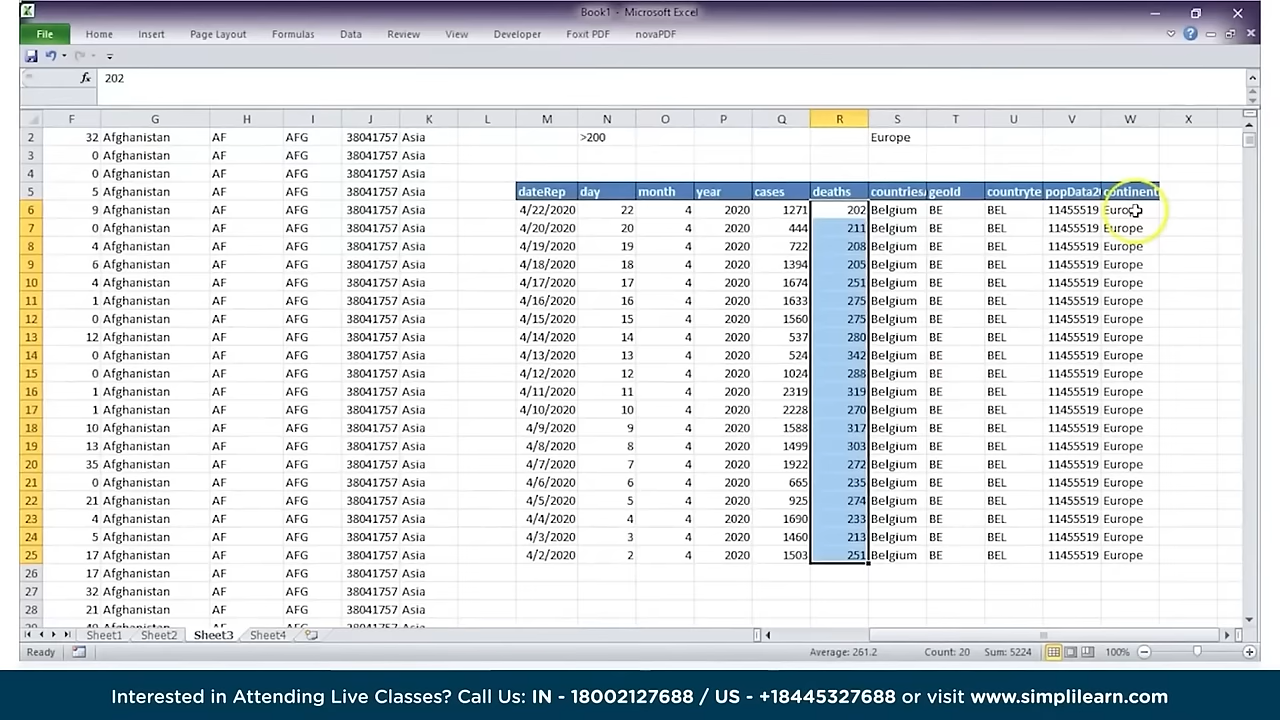 Book1 - Microsoft Excel
File Home Insert Page Layout Formulas Data Review View Developer Foxit PDF novaPDF
fx 202
F G H I J K L M N O P Q R S T U V W X
2 32 Afghanistan AF AFG 38041757 Asia >200 Europe
3 0 Afghanistan AF AFG 38041757 Asia
4 0 Afghanistan AF AFG 38041757 Asia
5 5 Afghanistan AF AFG 38041757 Asia dateRep day month year cases deaths countries geoId countryte popData2 continent
6 9 Afghanistan AF AFG 38041757 Asia 4/22/2020 22 4 2020 1271 202 Belgium BE BEL 11455519 Europe
7 0 Afghanistan AF AFG 38041757 Asia 4/20/2020 20 4 2020 444 211 Belgium BE BEL 11455519 Europe
8 4 Afghanistan AF AFG 38041757 Asia 4/19/2020 19 4 2020 722 208 Belgium BE BEL 11455519 Europe
9 6 Afghanistan AF AFG 38041757 Asia 4/18/2020 18 4 2020 1394 205 Belgium BE BEL 11455519 Europe
10 4 Afghanistan AF AFG 38041757 Asia 4/17/2020 17 4 2020 1674 251 Belgium BE BEL 11455519 Europe
11 1 Afghanistan AF AFG 38041757 Asia 4/16/2020 16 4 2020 1633 275 Belgium BE BEL 11455519 Europe
12 0 Afghanistan AF AFG 38041757 Asia 4/15/2020 15 4 2020 1560 275 Belgium BE BEL 11455519 Europe
13 12 Afghanistan AF AFG 38041757 Asia 4/14/2020 14 4 2020 537 280 Belgium BE BEL 11455519 Europe
14 0 Afghanistan AF AFG 38041757 Asia 4/13/2020 13 4 2020 524 342 Belgium BE BEL 11455519 Europe
15 0 Afghanistan AF AFG 38041757 Asia 4/12/2020 12 4 2020 1024 288 Belgium BE BEL 11455519 Europe
16 1 Afghanistan AF AFG 38041757 Asia 4/11/2020 11 4 2020 2319 319 Belgium BE BEL 11455519 Europe
17 1 Afghanistan AF AFG 38041757 Asia 4/10/2020 10 4 2020 2228 270 Belgium BE BEL 11455519 Europe
18 10 Afghanistan AF AFG 38041757 Asia 4/9/2020 9 4 2020 1588 317 Belgium BE BEL 11455519 Europe
19 13 Afghanistan AF AFG 38041757 Asia 4/8/2020 8 4 2020 1499 303 Belgium BE BEL 11455519 Europe
20 35 Afghanistan AF AFG 38041757 Asia 4/7/2020 7 4 2020 1922 272 Belgium BE BEL 11455519 Europe
21 0 Afghanistan AF AFG 38041757 Asia 4/6/2020 6 4 2020 665 235 Belgium BE BEL 11455519 Europe
22 21 Afghanistan AF AFG 38041757 Asia 4/5/2020 5 4 2020 925 274 Belgium BE BEL 11455519 Europe
23 4 Afghanistan AF AFG 38041757 Asia 4/4/2020 4 4 2020 1690 233 Belgium BE BEL 11455519 Europe
24 5 Afghanistan AF AFG 38041757 Asia 4/3/2020 3 4 2020 1460 213 Belgium BE BEL 11455519 Europe
25 17 Afghanistan AF AFG 38041757 Asia 4/2/2020 2 4 2020 1503 251 Belgium BE BEL 11455519 Europe
26 17 Afghanistan AF AFG 38041757 Asia
27 32 Afghanistan AF AFG 38041757 Asia
28 21 Afghanistan AF AFG 38041757 Asia
Afghanistan AF AFG 38041757 Asia
Sheet1 Sheet2 Sheet3 Sheet4
Ready Average: 261.2 Count: 20 Sum: 5224 100%
Interested in Attending Live Classes? Call Us: IN - 18002127688 / US - +18445327688 or visit www.simplilearn.com